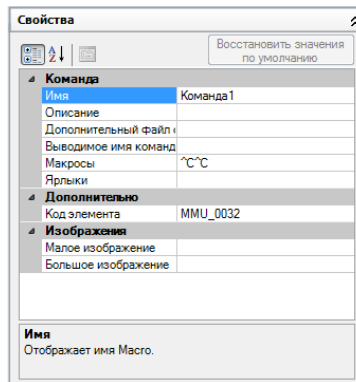 Свойства
Восстановить значения
по умолчанию
Команда
Имя Команда1
Описание
Дополнительный файл
Выводимое имя команд
Макросы ^C^C
Ярлыки
Дополнительно
Код элемента MMU_0032
Изображения
Малое изображение
Большое изображение
Имя
Отображает имя Macro.